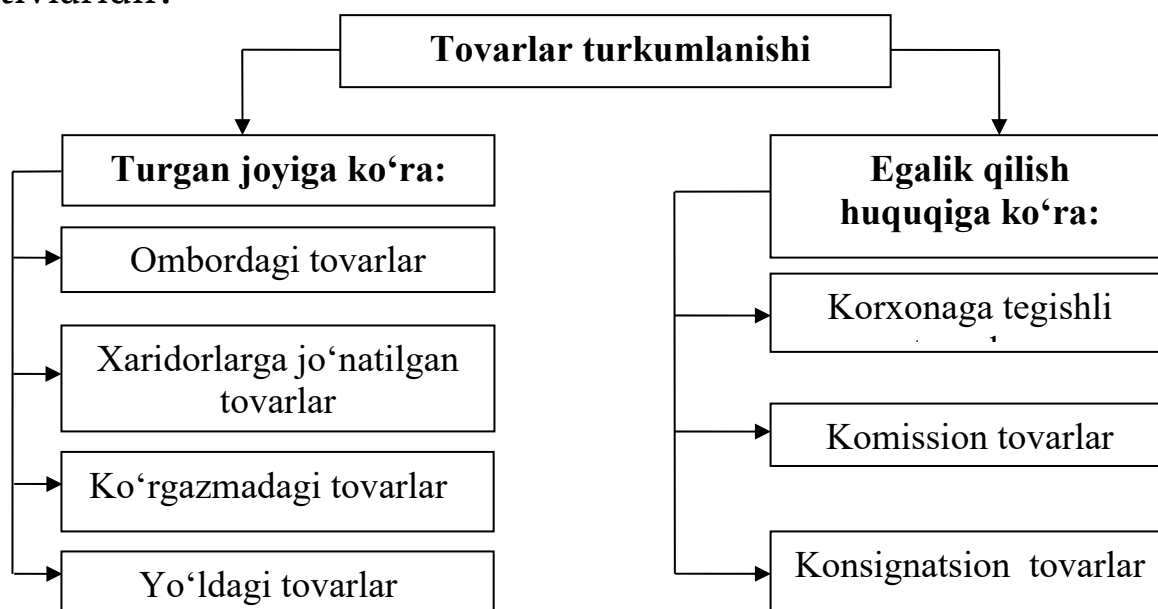 Tovarlar turkumlanishi
Turgan joyiga ko‘ra:
Ombordagi tovarlar
Xaridorlarga jo‘natilgan
tovarlar
Ko‘rgazmadagi tovarlar
Yo‘ldagi tovarlar
Egalik qilish
huquqiga ko‘ra:
Korxonaga tegishli
Komission tovarlar
Konsignatsion tovarlar